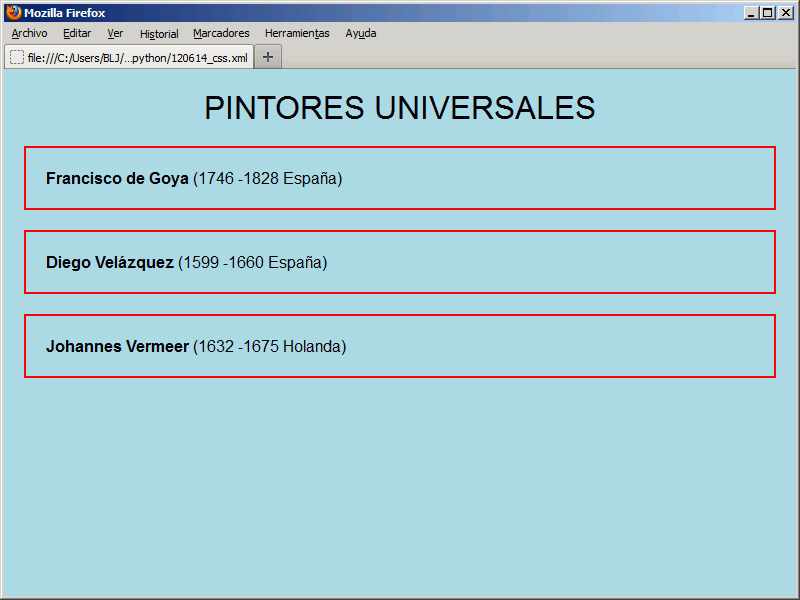 Mozilla Firefox
Archivo Editar Ver Historial Marcadores Herramientas Ayuda
file:///C:/Users/BLJ/...python/120614_css.xml
PINTORES UNIVERSALES
Francisco de Goya (1746 -1828 España)
Diego Velázquez (1599 -1660 España)
Johannes Vermeer (1632 -1675 Holanda)